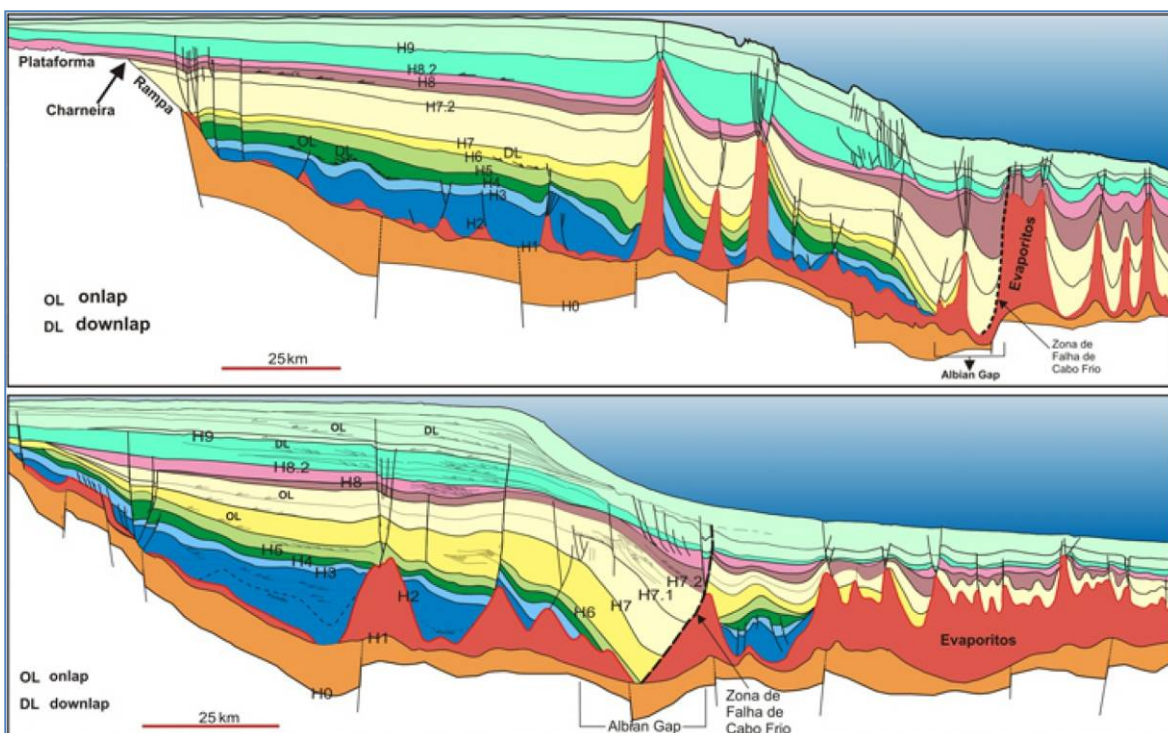 H9
Plataforma
H8.2
H8
Charneira
Rampa
H7.2
H7
OL
DL
H6
DL
H5
H4
H3
H2
H1
Evaporitos
OL onlap
DL downlap
H0
25km
Zona de
Falha de
Cabo Frio
Albian Gap
OL
DL
H9
DL
H8.2
H8
OL
OL
H6
H4
H3
H7.2
H7.1
H2
H6
H7
H1
Evaporitos
OL onlap
DL downlap
H0
25 km
Albian Gap
Zona de
Falha de
Cabo Frio